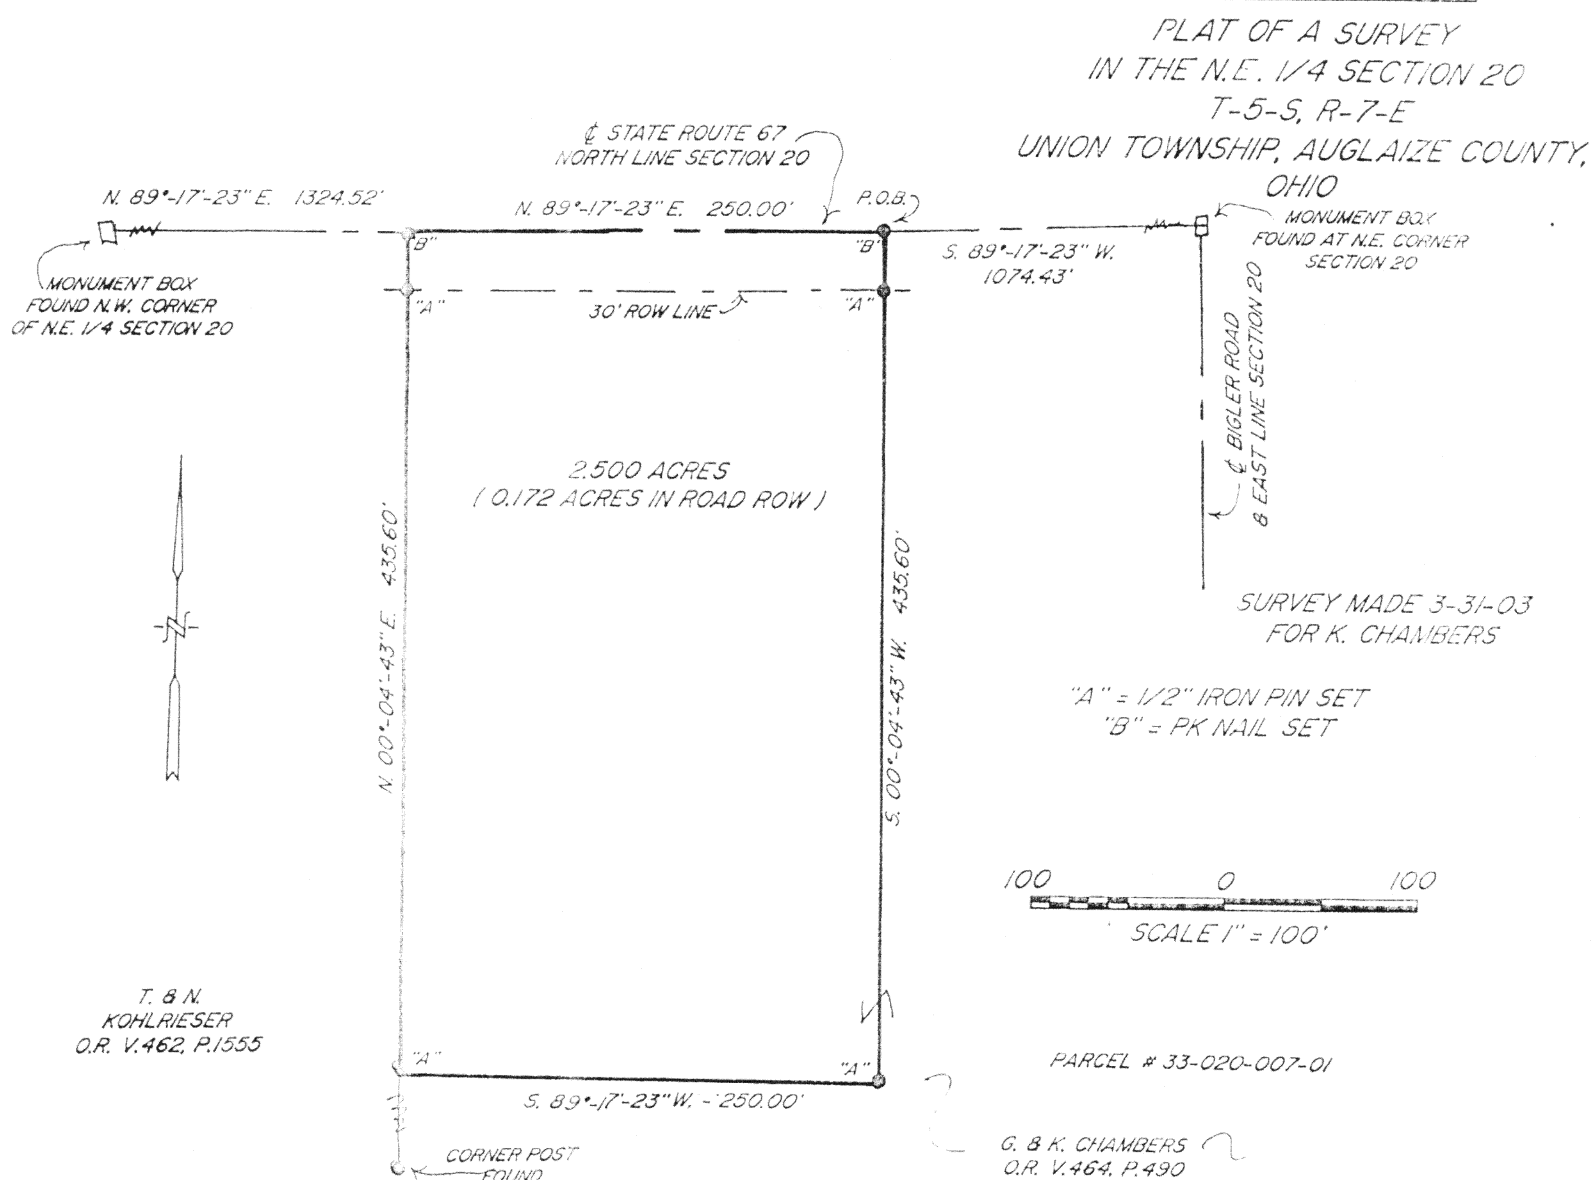 PLAT OF A SURVEY
IN THE N.E. 1/4 SECTION 20
T-5-S, R-7-E
UNION TOWNSHIP, AUGLAIZE COUNTY,
OHIO
℄ STATE ROUTE 67
NORTH LINE SECTION 20
N. 89°-17'-23" E. 1324.52'
N. 89°-17'-23" E. 250.00'
P.O.B.
"B"
"B"
S. 89°-17'-23" W.
1074.43'
MONUMENT BOX
FOUND AT N.E. CORNER
SECTION 20
MONUMENT BOX
FOUND N.W. CORNER
OF N.E. 1/4 SECTION 20
"A"
30' ROW LINE
"A"
℄ BIGLER ROAD
& EAST LINE SECTION 20
2.500 ACRES
( 0.172 ACRES IN ROAD ROW )
N. 00°-04'-43" E. 435.60'
S. 00°-04'-43" W. 435.60'
N
SURVEY MADE 3-31-03
FOR K. CHAMBERS
"A" = 1/2" IRON PIN SET
"B" = PK NAIL SET
100 0 100
SCALE 1" = 100'
T. & N.
KOHLRIESER
O.R. V.462, P.1555
"A"
"A"
S. 89°-17'-23" W. - 250.00'
PARCEL # 33-020-007-01
CORNER POST
FOUND
G. & K. CHAMBERS
O.R. V.464, P.490